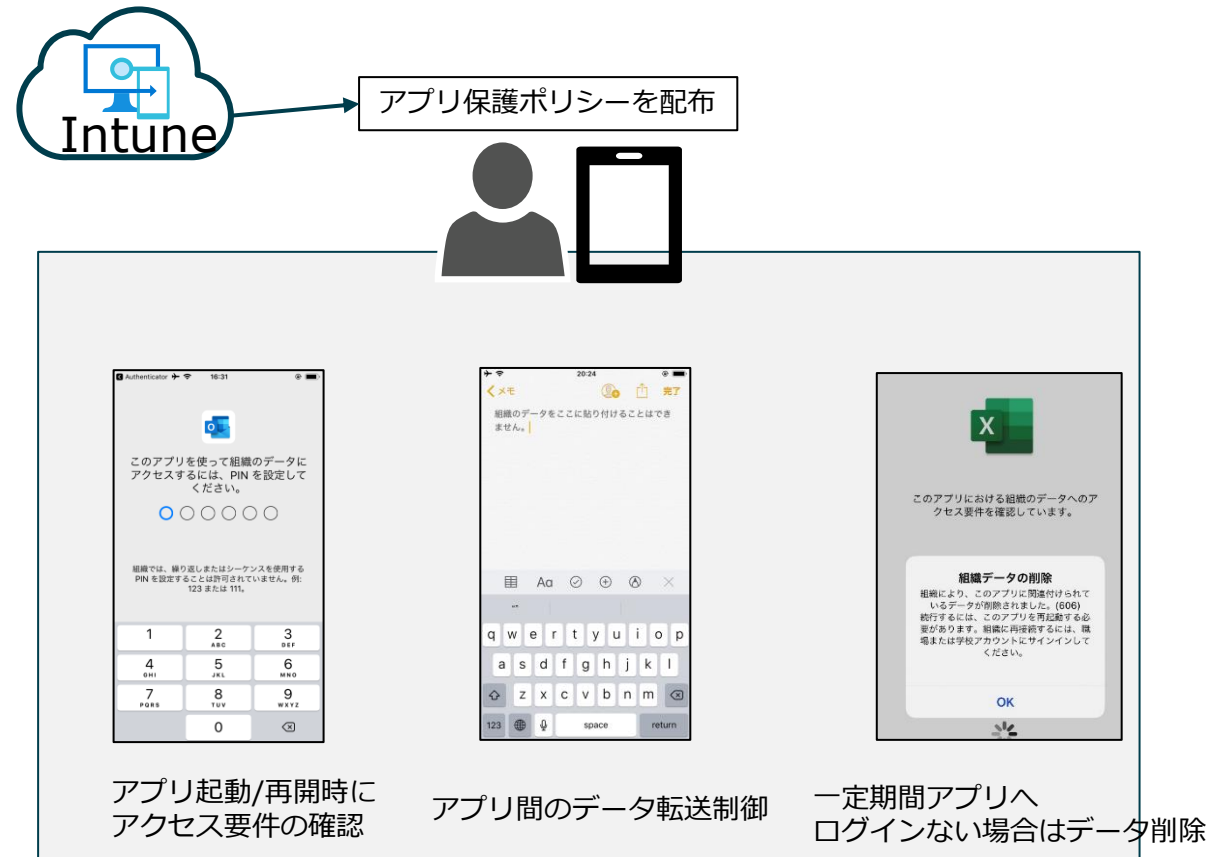 Intune
アプリ保護ポリシーを配布
Authenticator
16:31
このアプリを使って組織のデータに
アクセスするには、PIN を設定して
ください。
組織では、繰り返しまたはシーケンスを使用する
PIN を設定することは許可されていません。例:
123 または 111。
1
2
ABC
3
DEF
4
GHI
5
JKL
6
MNO
7
PQRS
8
TUV
9
WXYZ
0
アプリ起動/再開時に
アクセス要件の確認
20:24
メモ
完了
組織のデータをここに貼り付けることはでき
ません。
Aα
“”
q w e r t y u i o p
a s d f g h j k l
z x c v b n m
123 space return
アプリ間のデータ転送制御
X
このアプリにおける組織のデータへのア
クセス要件を確認しています。
組織データの削除
組織により、このアプリに関連付けられて
いるデータが削除されました。(606)
続行するには、このアプリを再起動する必
要があります。組織に再接続するには、職
場または学校アカウントにサインインして
ください。
OK
一定期間アプリへ
ログインない場合はデータ削除